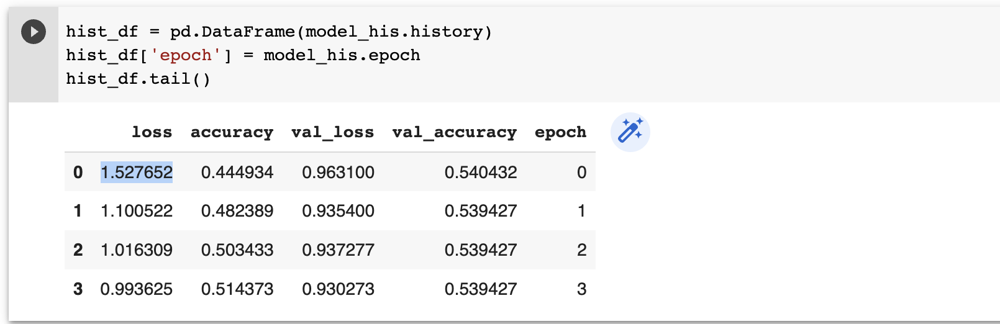 hist_df = pd.DataFrame(model_his.history)
hist_df['epoch'] = model_his.epoch
hist_df.tail()
loss accuracy val_loss val_accuracy epoch
0 1.527652 0.444934 0.963100 0.540432 0
1 1.100522 0.482389 0.935400 0.539427 1
2 1.016309 0.503433 0.937277 0.539427 2
3 0.993625 0.514373 0.930273 0.539427 3